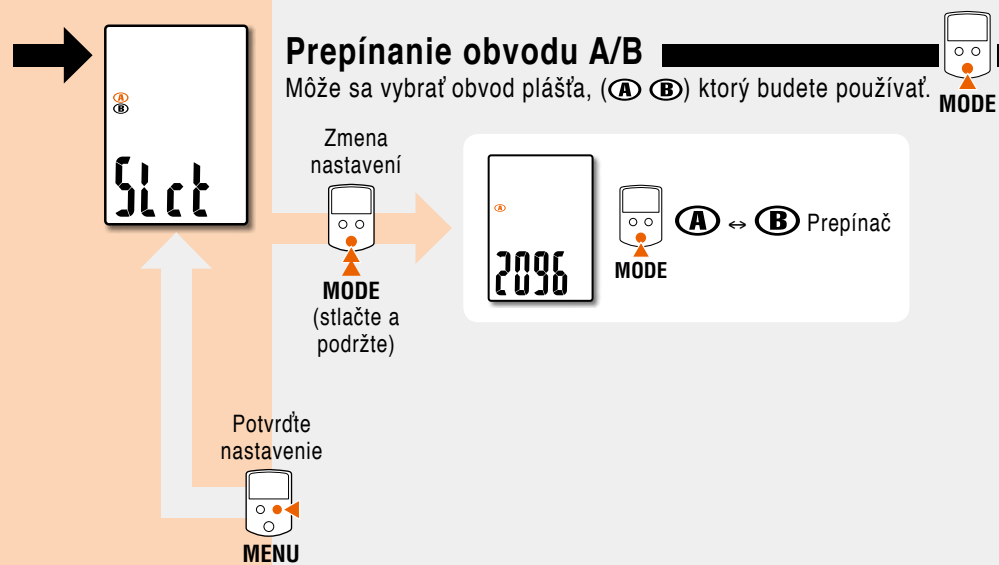 Prepínanie obvodu A/B
Môže sa vybrať obvod plášťa, (Ⓐ Ⓑ) ktorý budete používať.
MODE
Ⓐ
Ⓑ
Slct
Zmena
nastavení
MODE
(stlačte a
podržte)
Ⓐ
2096
MODE
Ⓐ ↔ Ⓑ Prepínač
Potvrďte
nastavenie
MENU